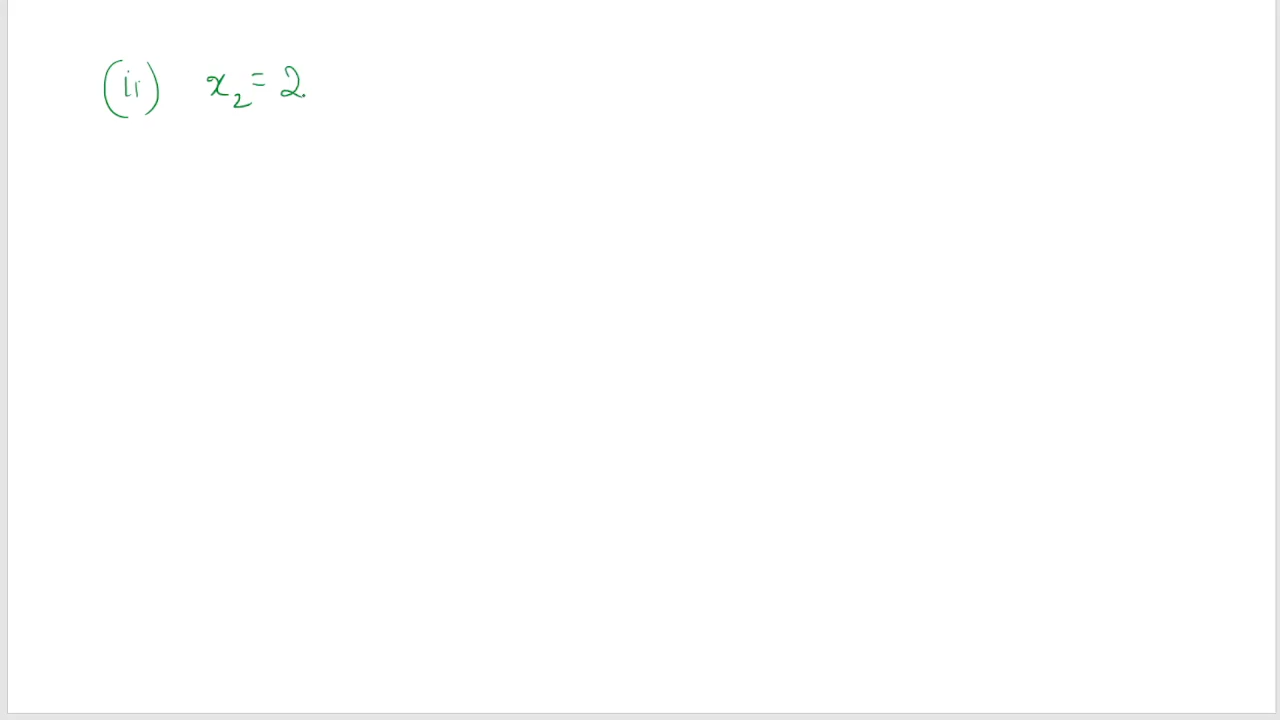 (ii) x₂ = 2